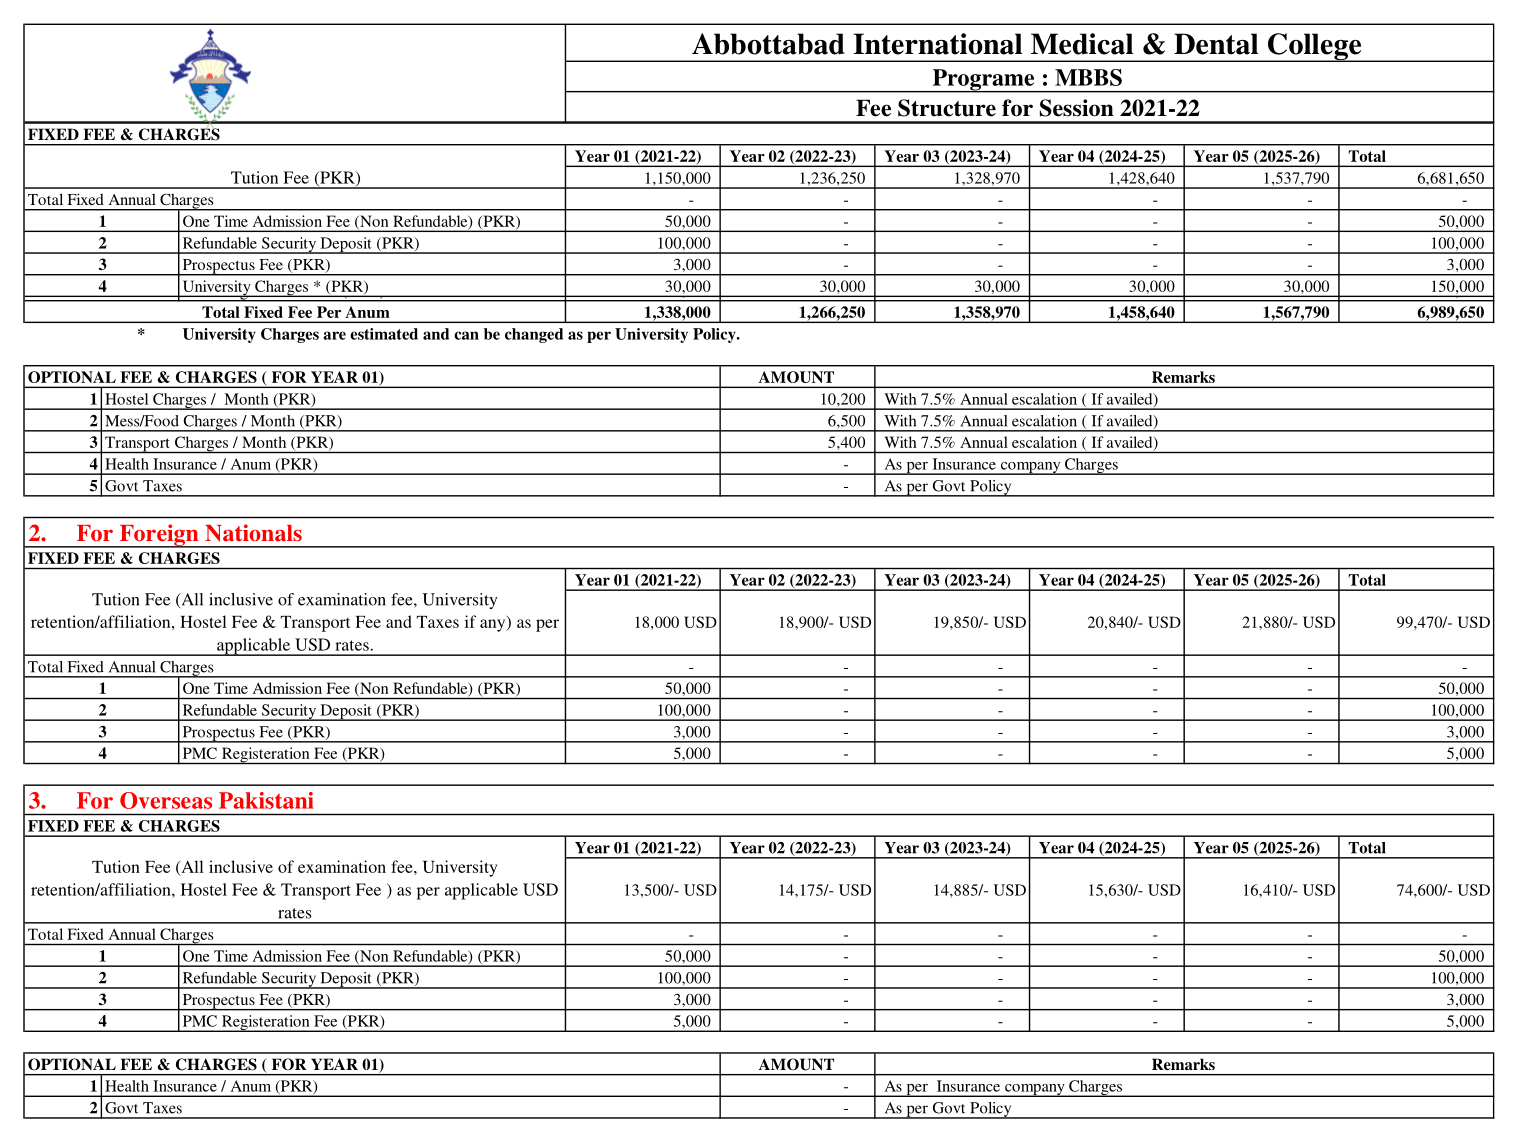 Abbottabad International Medical & Dental College
Programe : MBBS
Fee Structure for Session 2021-22
FIXED FEE & CHARGES
Year 01 (2021-22) Year 02 (2022-23) Year 03 (2023-24) Year 04 (2024-25) Year 05 (2025-26) Total
Tution Fee (PKR) 1,150,000 1,236,250 1,328,970 1,428,640 1,537,790 6,681,650
Total Fixed Annual Charges - - - - - -
1 One Time Admission Fee (Non Refundable) (PKR) 50,000 - - - - 50,000
2 Refundable Security Deposit (PKR) 100,000 - - - - 100,000
3 Prospectus Fee (PKR) 3,000 - - - - 3,000
4 University Charges * (PKR) 30,000 30,000 30,000 30,000 30,000 150,000
Total Fixed Fee Per Anum 1,338,000 1,266,250 1,358,970 1,458,640 1,567,790 6,989,650
* University Charges are estimated and can be changed as per University Policy.
OPTIONAL FEE & CHARGES ( FOR YEAR 01) AMOUNT Remarks
1 Hostel Charges / Month (PKR) 10,200 With 7.5% Annual escalation ( If availed)
2 Mess/Food Charges / Month (PKR) 6,500 With 7.5% Annual escalation ( If availed)
3 Transport Charges / Month (PKR) 5,400 With 7.5% Annual escalation ( If availed)
4 Health Insurance / Anum (PKR) - As per Insurance company Charges
5 Govt Taxes - As per Govt Policy
2. For Foreign Nationals
FIXED FEE & CHARGES
Year 01 (2021-22) Year 02 (2022-23) Year 03 (2023-24) Year 04 (2024-25) Year 05 (2025-26) Total
Tution Fee (All inclusive of examination fee, University
retention/affiliation, Hostel Fee & Transport Fee and Taxes if any) as per 18,000 USD 18,900/- USD 19,850/- USD 20,840/- USD 21,880/- USD 99,470/- USD
applicable USD rates.
Total Fixed Annual Charges - - - - - -
1 One Time Admission Fee (Non Refundable) (PKR) 50,000 - - - - 50,000
2 Refundable Security Deposit (PKR) 100,000 - - - - 100,000
3 Prospectus Fee (PKR) 3,000 - - - - 3,000
4 PMC Registeration Fee (PKR) 5,000 - - - - 5,000
3. For Overseas Pakistani
FIXED FEE & CHARGES
Year 01 (2021-22) Year 02 (2022-23) Year 03 (2023-24) Year 04 (2024-25) Year 05 (2025-26) Total
Tution Fee (All inclusive of examination fee, University
retention/affiliation, Hostel Fee & Transport Fee ) as per applicable USD 13,500/- USD 14,175/- USD 14,885/- USD 15,630/- USD 16,410/- USD 74,600/- USD
rates
Total Fixed Annual Charges - - - - - -
1 One Time Admission Fee (Non Refundable) (PKR) 50,000 - - - - 50,000
2 Refundable Security Deposit (PKR) 100,000 - - - - 100,000
3 Prospectus Fee (PKR) 3,000 - - - - 3,000
4 PMC Registeration Fee (PKR) 5,000 - - - - 5,000
OPTIONAL FEE & CHARGES ( FOR YEAR 01) AMOUNT Remarks
1 Health Insurance / Anum (PKR) - As per Insurance company Charges
2 Govt Taxes - As per Govt Policy